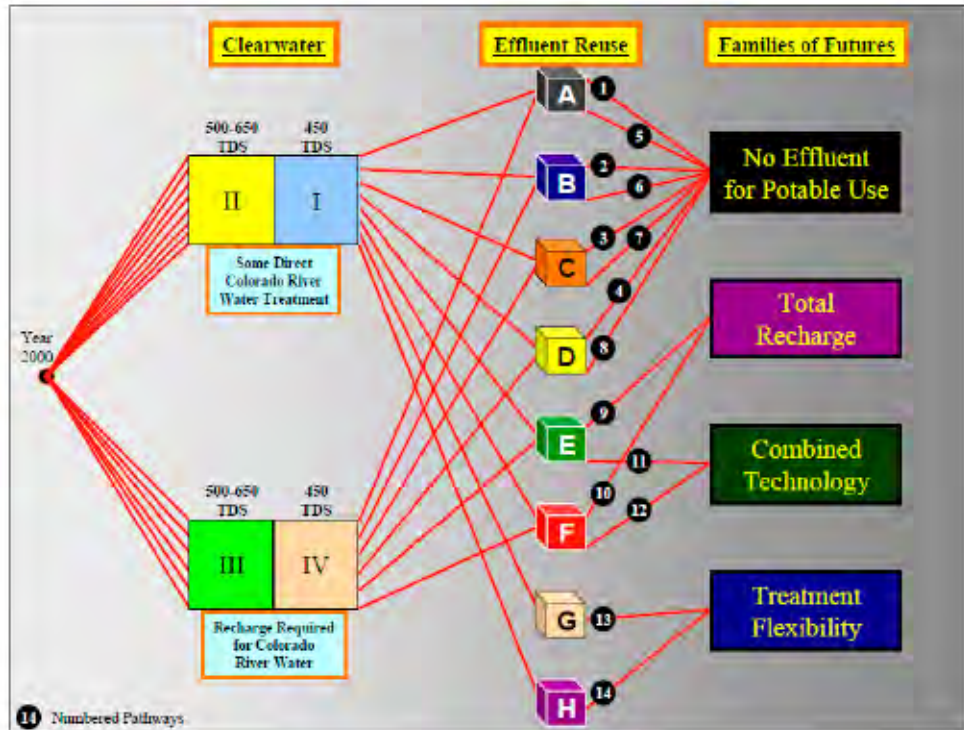 Clearwater
Effluent Reuse
Families of Futures
500-650
TDS
450
TDS
II
I
Some Direct
Colorado River
Water Treatment
Year
2000
500-650
TDS
450
TDS
III
IV
Recharge Required
for Colorado
River Water
A
B
C
D
E
F
G
H
1
5
2
6
3
7
4
8
9
11
10
12
13
14
No Effluent
for Potable Use
Total
Recharge
Combined
Technology
Treatment
Flexibility
14 Numbered Pathways